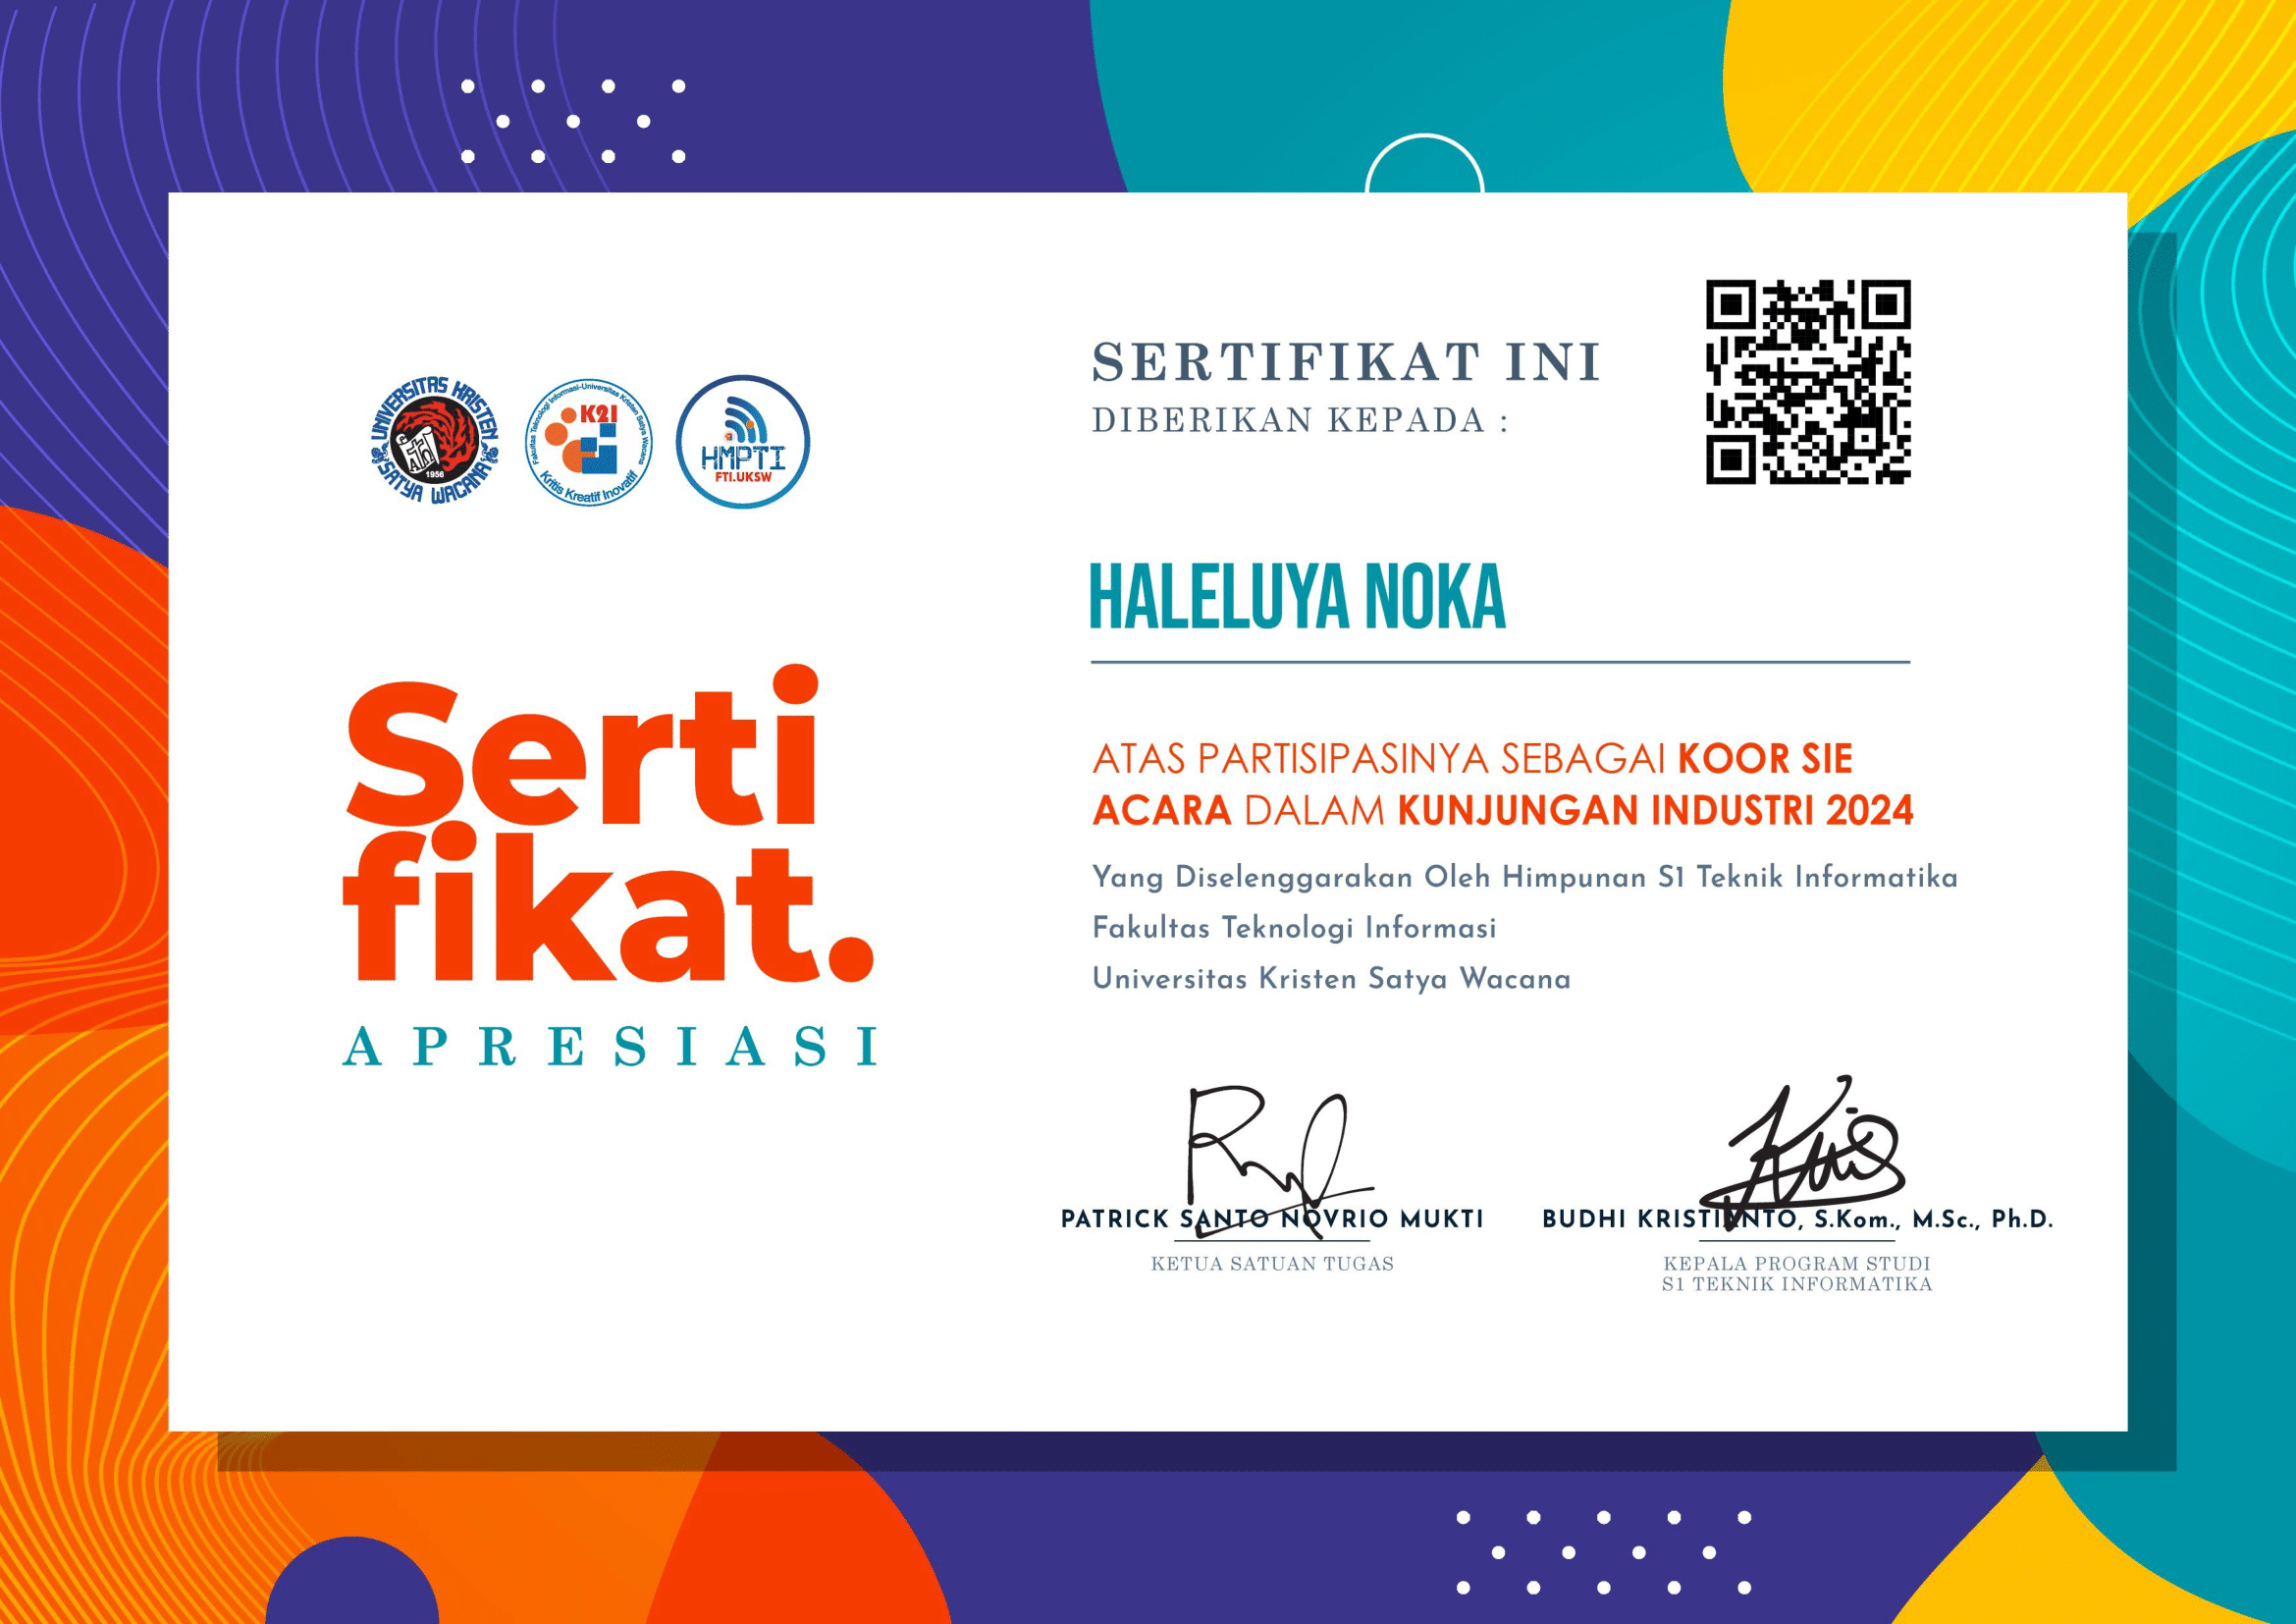 UNIVERSITAS KRISTEN
SATYA WACANA
1956
Fakultas Teknologi Informasi-Universitas Kristen Satya Wacana
K2I
Kritis Kreatif Inovatif
HMPTI
FTI.UKSW
SERTIFIKAT INI
DIBERIKAN KEPADA :
HALELUYA NOKA
Serti
fikat.
APRESIASI
ATAS PARTISIPASINYA SEBAGAI KOOR SIE
ACARA DALAM KUNJUNGAN INDUSTRI 2024
Yang Diselenggarakan Oleh Himpunan S1 Teknik Informatika
Fakultas Teknologi Informasi
Universitas Kristen Satya Wacana
PATRICK SANTO NOVRIO MUKTI
KETUA SATUAN TUGAS
BUDHI KRISTIANTO, S.Kom., M.Sc., Ph.D.
KEPALA PROGRAM STUDI
S1 TEKNIK INFORMATIKA